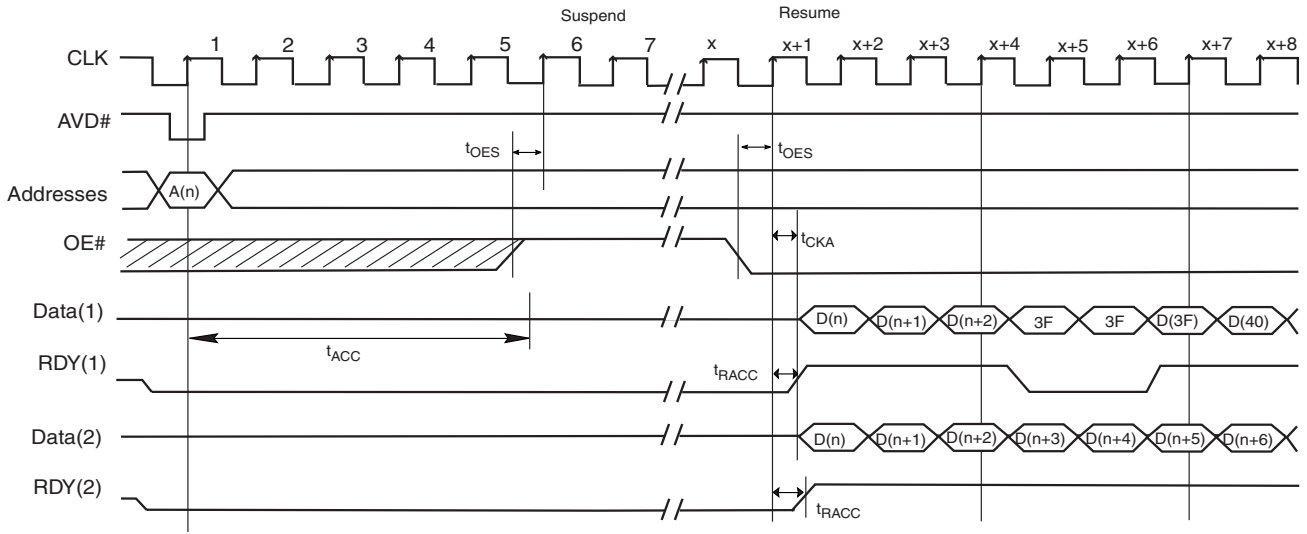 Suspend Resume
CLK 1 2 3 4 5 6 7 x x+1 x+2 x+3 x+4 x+5 x+6 x+7 x+8
AVD#
tOES tOES
Addresses A(n)
OE# tCKA
Data(1) D(n) D(n+1) D(n+2) 3F 3F D(3F) D(40)
tACC
RDY(1) tRACC
Data(2) D(n) D(n+1) D(n+2) D(n+3) D(n+4) D(n+5) D(n+6)
RDY(2)
tRACC